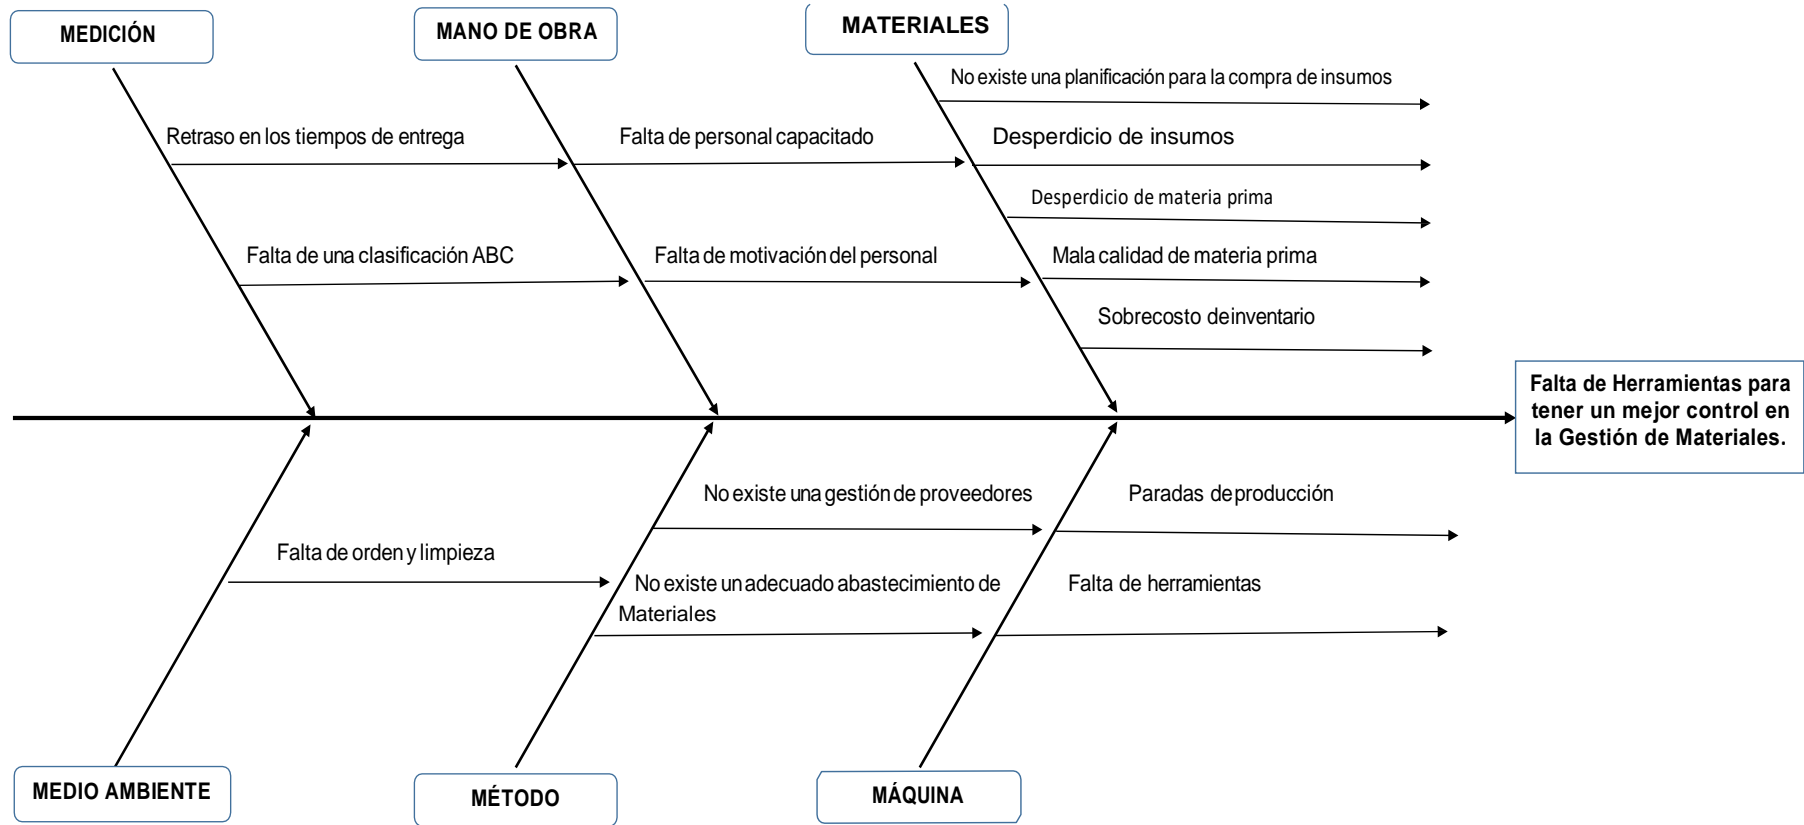 MEDICIÓN
MANO DE OBRA
MATERIALES
No existe una planificación para la compra de insumos
Retraso en los tiempos de entrega
Falta de personal capacitado
Desperdicio de insumos
Desperdicio de materia prima
Falta de una clasificación ABC
Falta de motivación del personal
Mala calidad de materia prima
Sobrecosto de inventario
Falta de Herramientas para
tener un mejor control en
la Gestión de Materiales.
No existe una gestión de proveedores
Paradas de producción
Falta de orden y limpieza
No existe un adecuado abastecimiento de
Materiales
Falta de herramientas
MEDIO AMBIENTE
MÉTODO
MÁQUINA